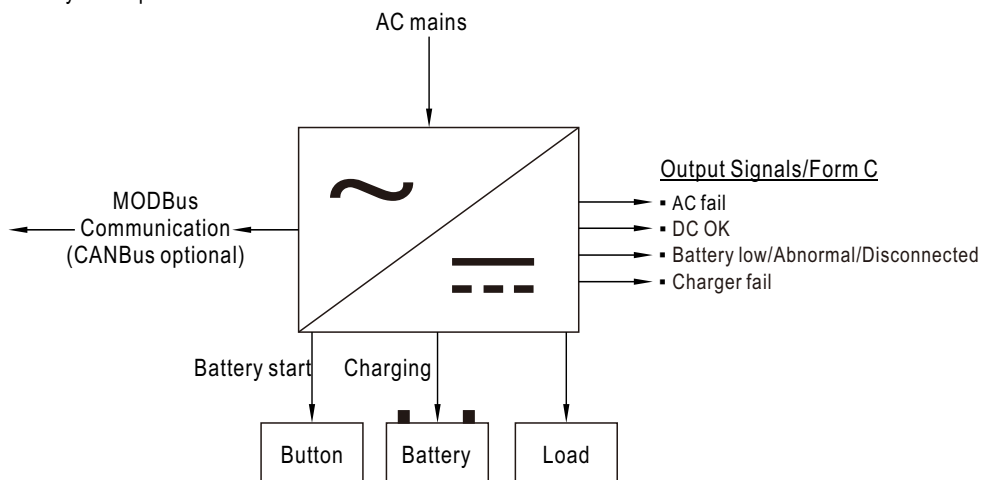 AC mains
MODBus
Communication
(CANBus optional)
Output Signals/Form C
▪ AC fail
▪ DC OK
▪ Battery low/Abnormal/Disconnected
▪ Charger fail
Battery start
Charging
Button
Battery
Load